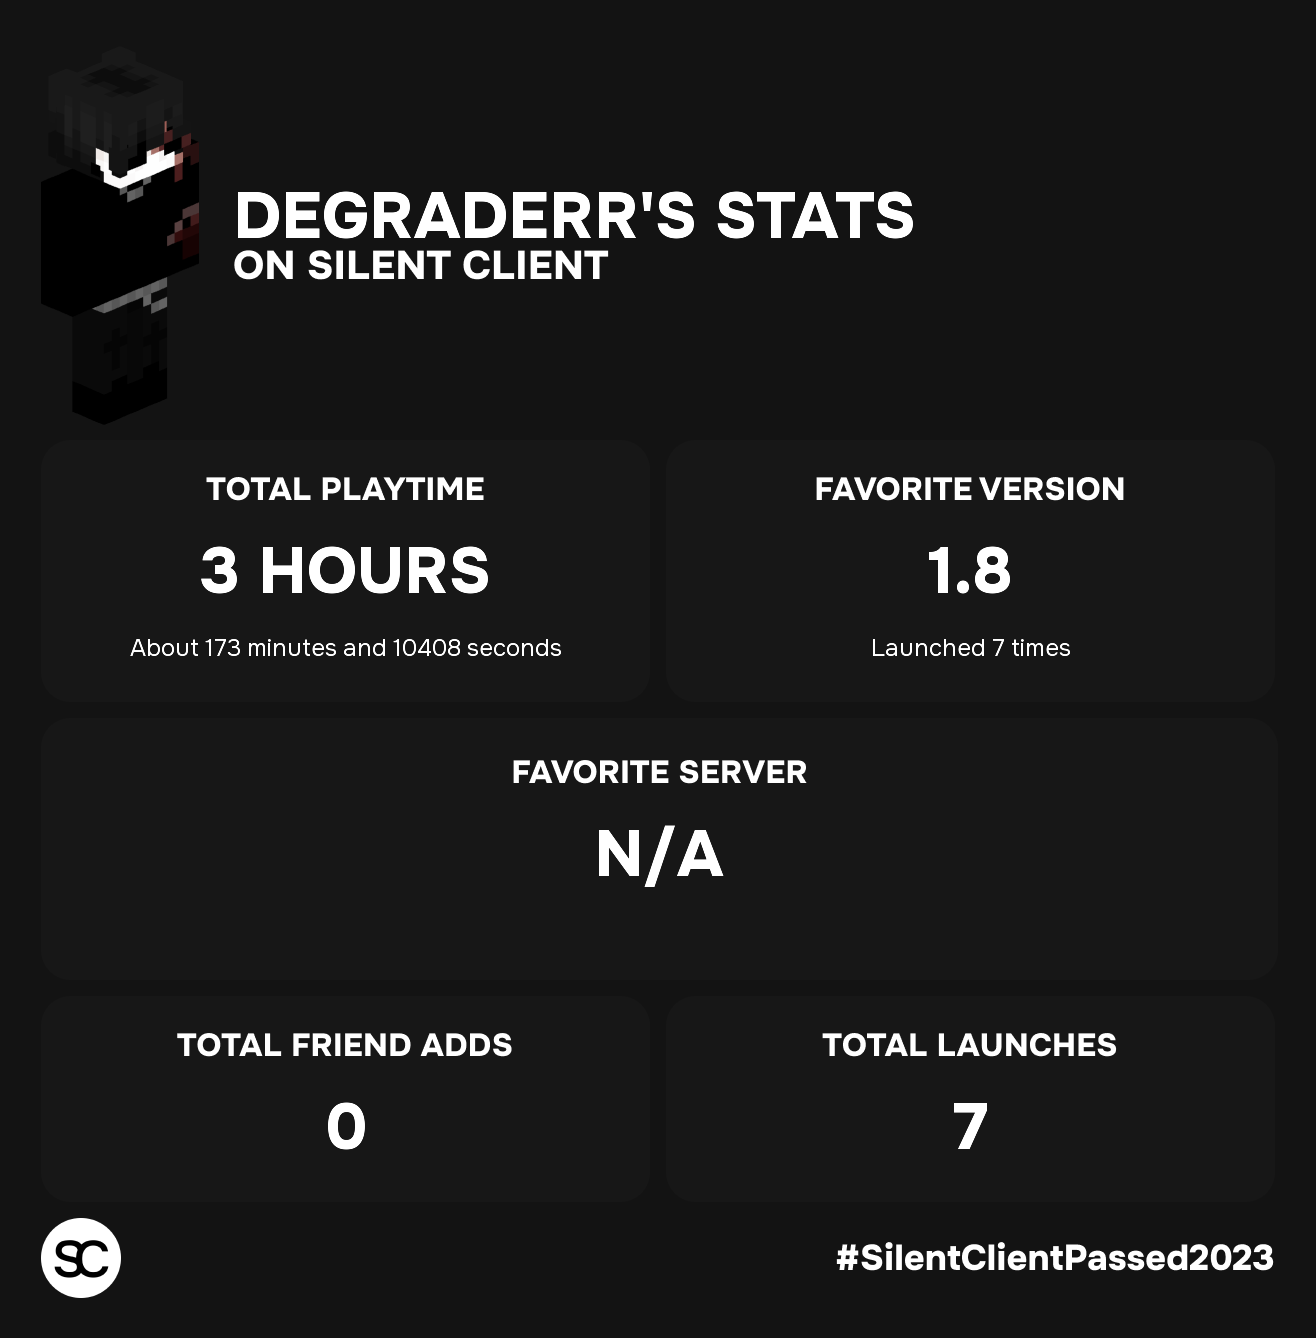 DEGRADERR'S STATS
ON SILENT CLIENT
TOTAL PLAYTIME
3 HOURS
About 173 minutes and 10408 seconds
FAVORITE VERSION
1.8
Launched 7 times
FAVORITE SERVER
N/A
TOTAL FRIEND ADDS
0
TOTAL LAUNCHES
7
SC
#SilentClientPassed2023